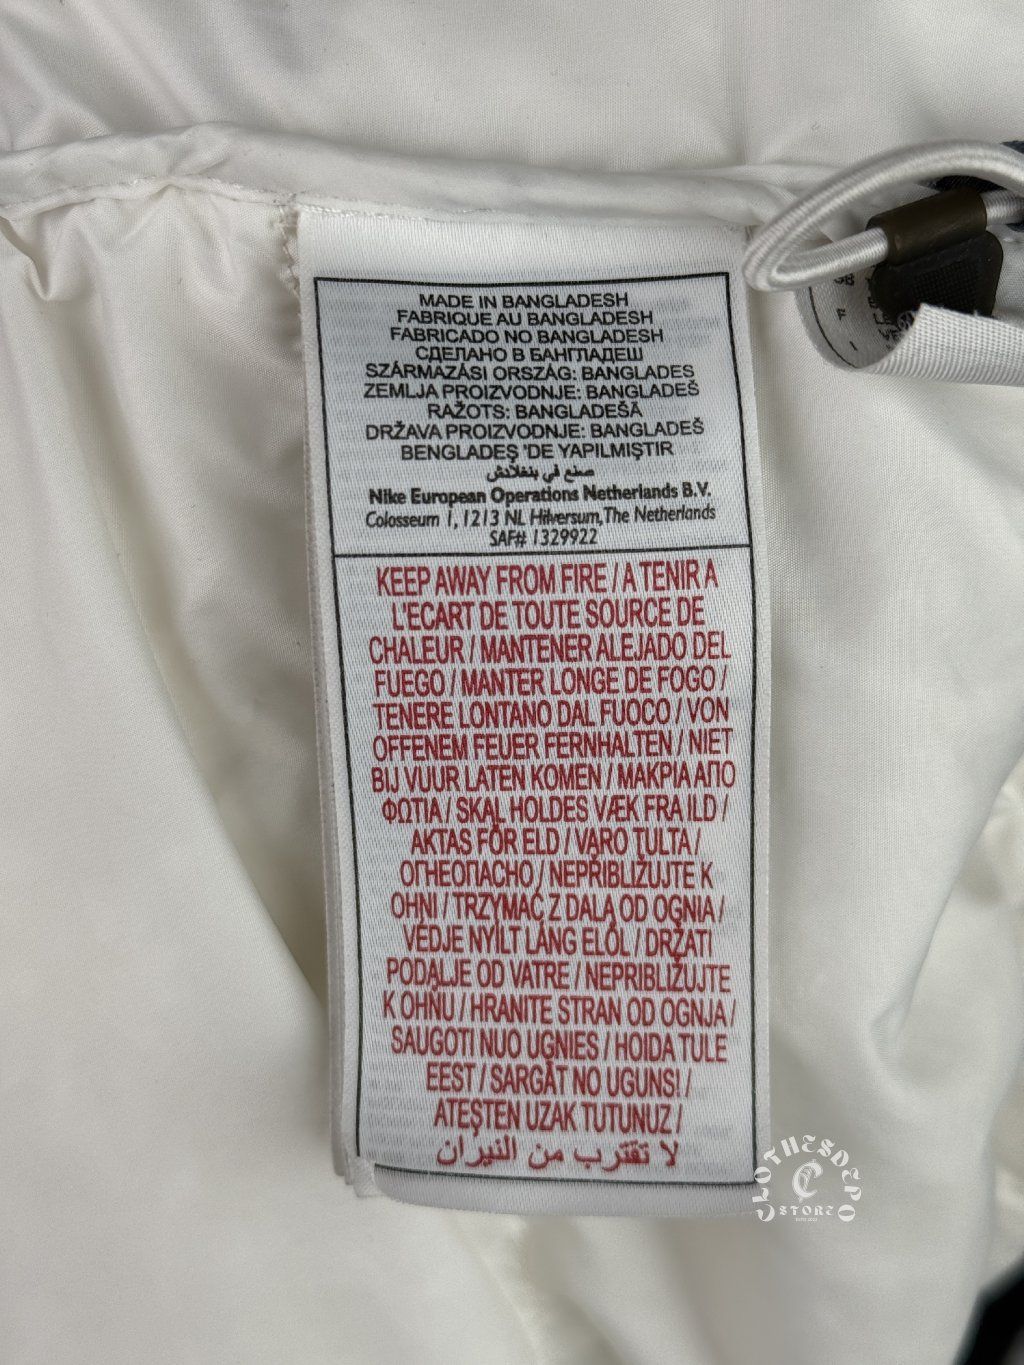 MADE IN BANGLADESH
FABRIQUE AU BANGLADESH
FABRICADO NO BANGLADESH
СДЕЛАНО В БАНГЛАДЕШ
SZÁRMAZÁSI ORSZÁG: BANGLADES
ZEMLJA PROIZVODNJE: BANGLADEŠ
RAŽOTS: BANGLADEŠĀ
DRŽAVA PROIZVODNJE: BANGLADEŠ
BENGLADEŞ 'DE YAPILMIŞTIR
صنع في بنغلادش
Nike European Operations Netherlands B.V.
Colosseum 1, 1213 NL Hilversum, The Netherlands
SAF# 1329922
KEEP AWAY FROM FIRE / A TENIR A
L'ECART DE TOUTE SOURCE DE
CHALEUR / MANTENER ALEJADO DEL
FUEGO / MANTER LONGE DE FOGO /
TENERE LONTANO DAL FUOCO / VON
OFFENEM FEUER FERNHALTEN / NIET
BIJ VUUR LATEN KOMEN / ΜΑΚΡΙΑ ΑΠΟ
ΦΩΤΙΑ / SKAL HOLDES VÆK FRA ILD /
AKTAS FÖR ELD / VARO TULTA /
ОГНЕОПАСНО / NEPŘIBLIŽUJTE K
OHNI / TRZYMAĆ Z DALA OD OGNIA /
VÉDJE NYÍLT LÁNG ELŐL / DRŽATI
PODALJE OD VATRE / NEPRIBLIŽUJTE
K OHŇU / HRANITE STRAN OD OGNJA /
SAUGOTI NUO UGNIES / HOIDA TULE
EEST / SARGĀT NO UGUNS! /
ATEŞTEN UZAK TUTUNUZ /
لا تقترب من النيران
GB
F
I
CLOTHESDEPO
STORE